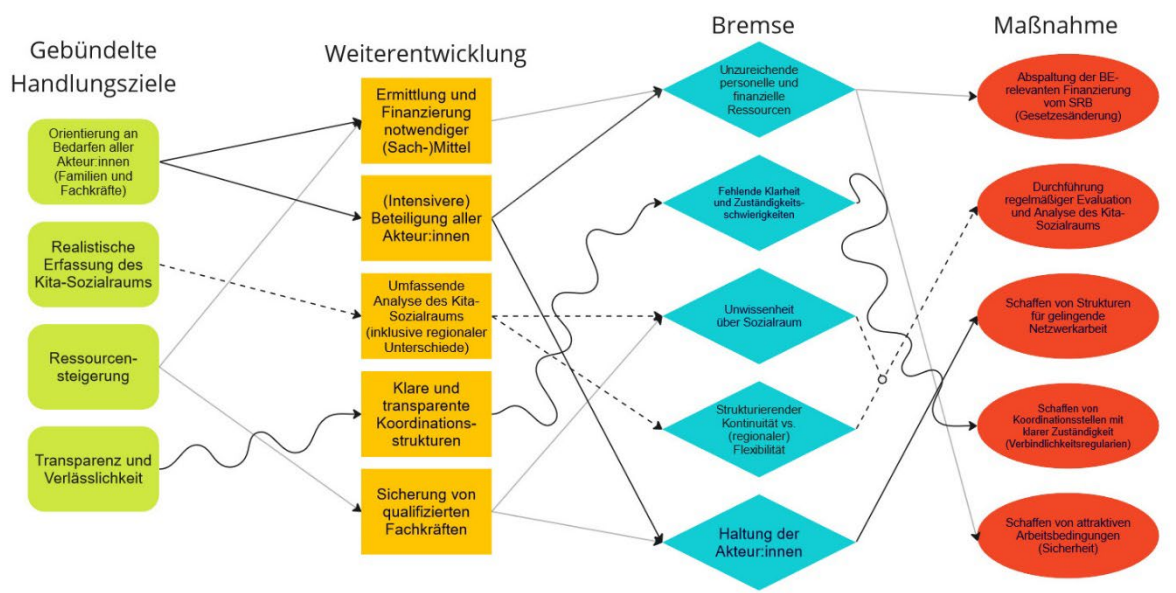 Gebündelte
Handlungsziele
Orientierung an
Bedarfen aller
Akteur:innen
(Familien und
Fachkräfte)
Realistische
Erfassung des
Kita-Sozialraums
Ressourcen-
steigerung
Transparenz und
Verlässlichkeit
Weiterentwicklung
Ermittlung und
Finanzierung
notwendiger
(Sach-)Mittel
(Intensivere)
Beteiligung aller
Akteur:innen
Umfassende
Analyse des Kita-
Sozialraums
(inklusive regionaler
Unterschiede)
Klare und
transparente
Koordinations-
strukturen
Sicherung von
qualifizierten
Fachkräften
Bremse
Unzureichende
personelle und
finanzielle
Ressourcen
Fehlende Klarheit
und Zuständigkeits-
schwierigkeiten
Unwissenheit
über Sozialraum
Strukturierender
Kontinuität vs.
(regionaler)
Flexibilität
Haltung der
Akteur:innen
Maßnahme
Abspaltung der BE-
relevanten Finanzierung
vom SRB
(Gesetzesänderung)
Durchführung
regelmäßiger Evaluation
und Analyse des Kita-
Sozialraums
Schaffen von Strukturen
für gelingende
Netzwerkarbeit
Schaffen von
Koordinationsstellen mit
klarer Zuständigkeit
(Verbindlichkeitsregularien)
Schaffen von attraktiven
Arbeitsbedingungen
(Sicherheit)